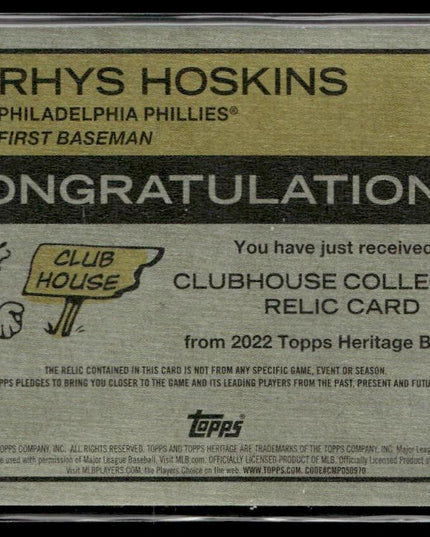 RHYS HOSKINS
PHILADELPHIA PHILLIES®
FIRST BASEMAN
ONGRATULATION
You have just received
CLUB
HOUSE
CLUBHOUSE COLLE
RELIC CARD
from 2022 Topps Heritage B
THE RELIC CONTAINED IN THIS CARD IS NOT FROM ANY SPECIFIC GAME, EVENT OR SEASON.
PPS PLEDGES TO BRING YOU CLOSER TO THE GAME AND ITS LEADING PLAYERS FROM THE PAST, PRESENT AND FUTU
Topps
OPPS COMPANY, INC. ALL RIGHTS RESERVED. TOPPS AND TOPPS HERITAGE ARE TRADEMARKS OF THE TOPPS COMPANY, INC. Major Lea
e used with permission of Major League Baseball. Visit MLB.com. OFFICIALLY LICENSED PRODUCT OF MLB. Officially Licensed Product o
Visit MLBPLAYERS.COM, the Players Choice on the web. WWW.TOPPS.COM. CODE#CMP050970